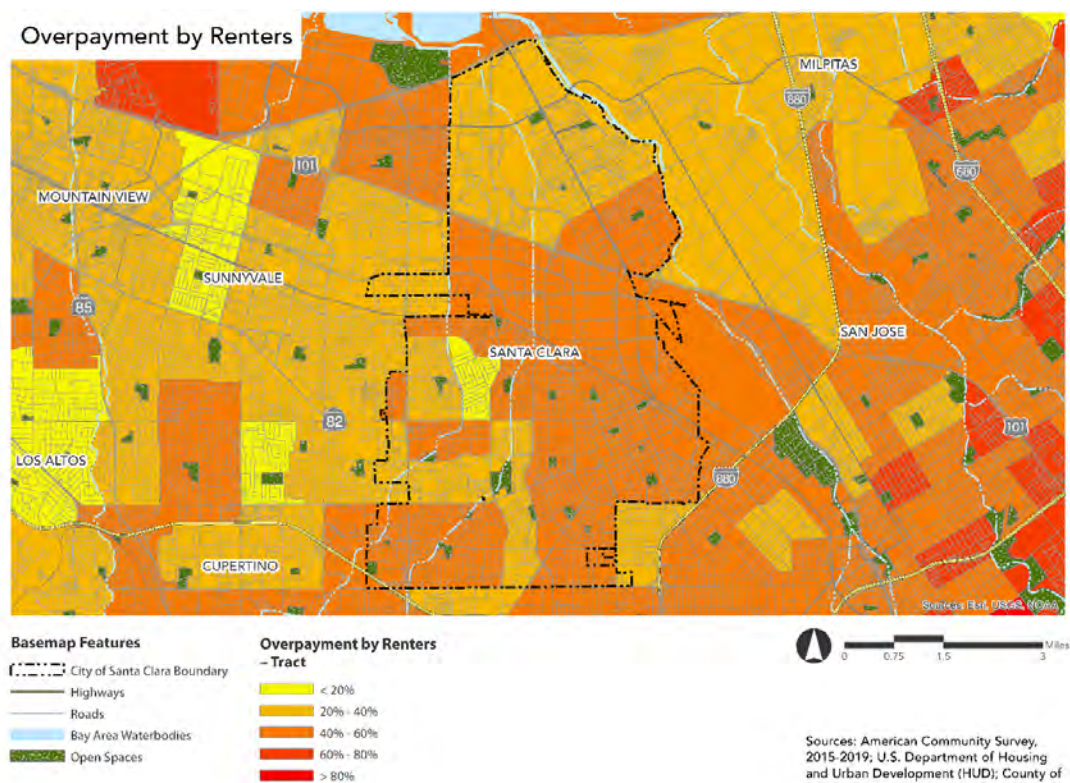 Overpayment by Renters
MILPITAS
880
680
101
MOUNTAIN VIEW
SUNNYVALE
85
SAN JOSE
SANTA CLARA
82
101
LOS ALTOS
880
CUPERTINO
Sources: Esri, USGS, NOAA
Basemap Features
City of Santa Clara Boundary
Highways
Roads
Bay Area Waterbodies
Open Spaces
Overpayment by Renters
– Tract
< 20%
20% - 40%
40% - 60%
60% - 80%
> 80%
0 0.75 1.5 3 Miles
Sources: American Community Survey,
2015-2019; U.S. Department of Housing
and Urban Development (HUD); County of